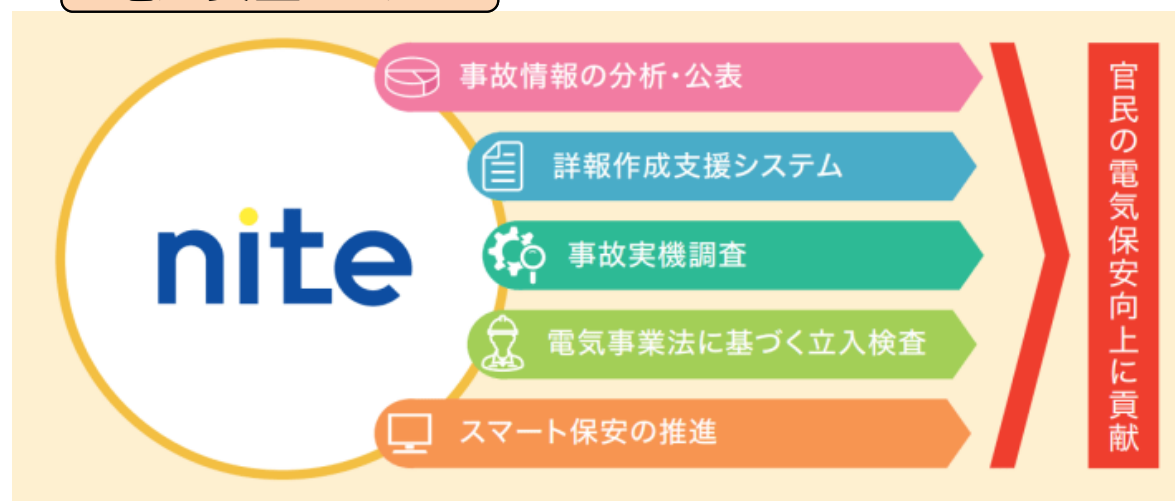 nite
事故情報の分析・公表
詳報作成支援システム
事故実機調査
電気事業法に基づく立入検査
スマート保安の推進
官民の電気保安向上に貢献